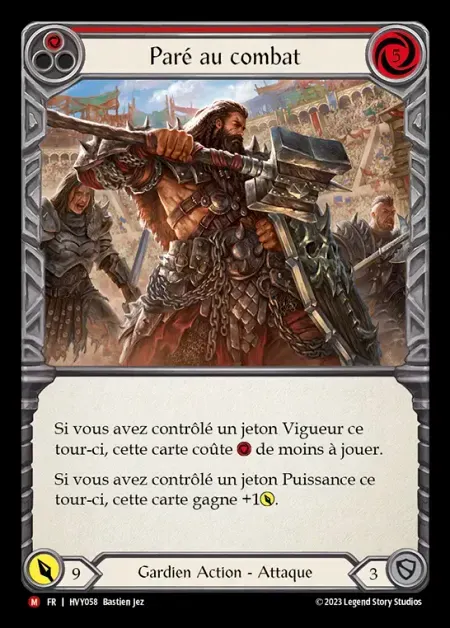 Paré au combat
5
Si vous avez contrôlé un jeton Vigueur ce
tour-ci, cette carte coûte de moins à jouer.
Si vous avez contrôlé un jeton Puissance ce
tour-ci, cette carte gagne +1.
9
Gardien Action - Attaque
3
M FR | HVY058 Bastien Jez
© 2023 Legend Story Studios